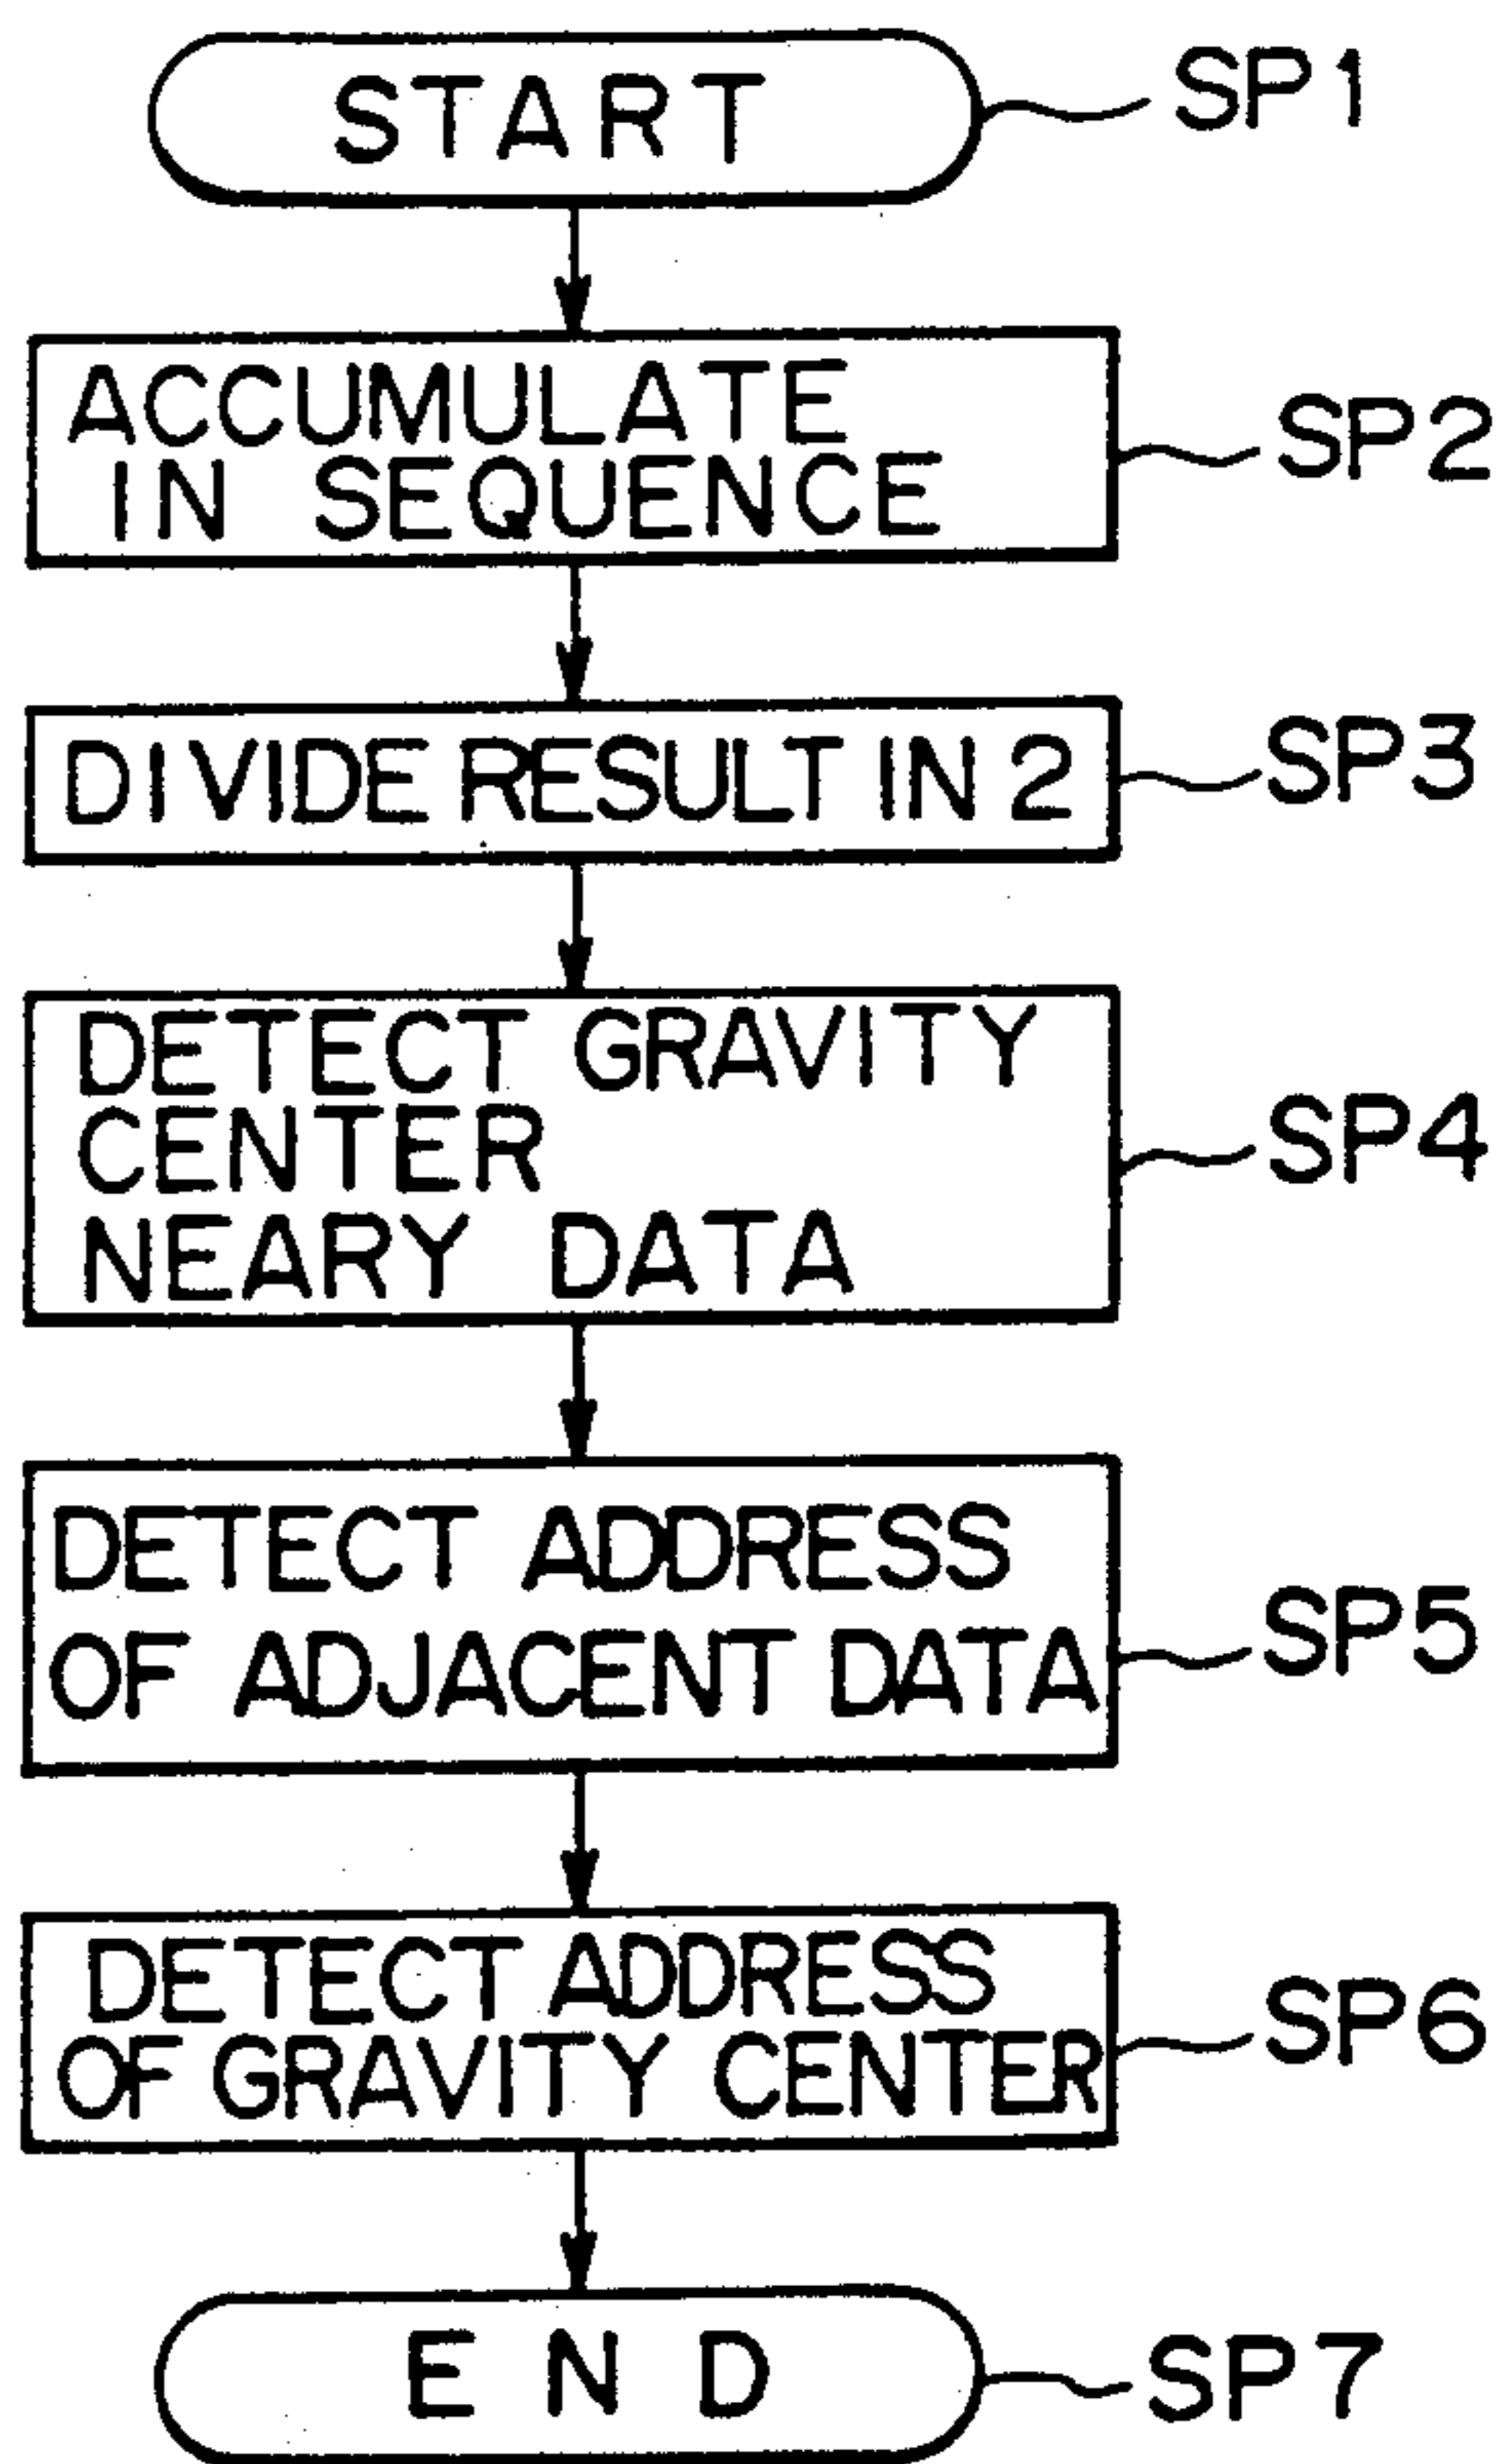 START SP1
ACCUMULATE
IN SEQUENCE SP2
DIVIDE RESULT IN 2 SP3
DETECT GRAVITY
CENTER SP4
NEARY DATA
DETECT ADDRESS
OF ADJACENT DATA SP5
DETECT ADDRESS
OF GRAVITY CENTER SP6
END SP7